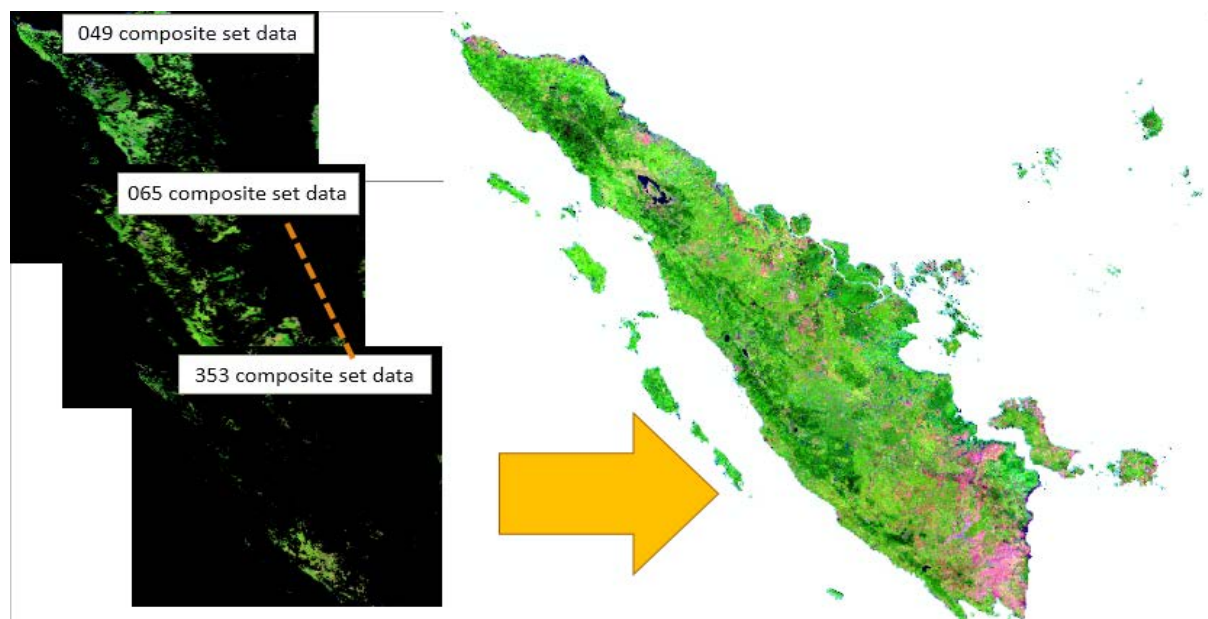 049 composite set data
065 composite set data
353 composite set data